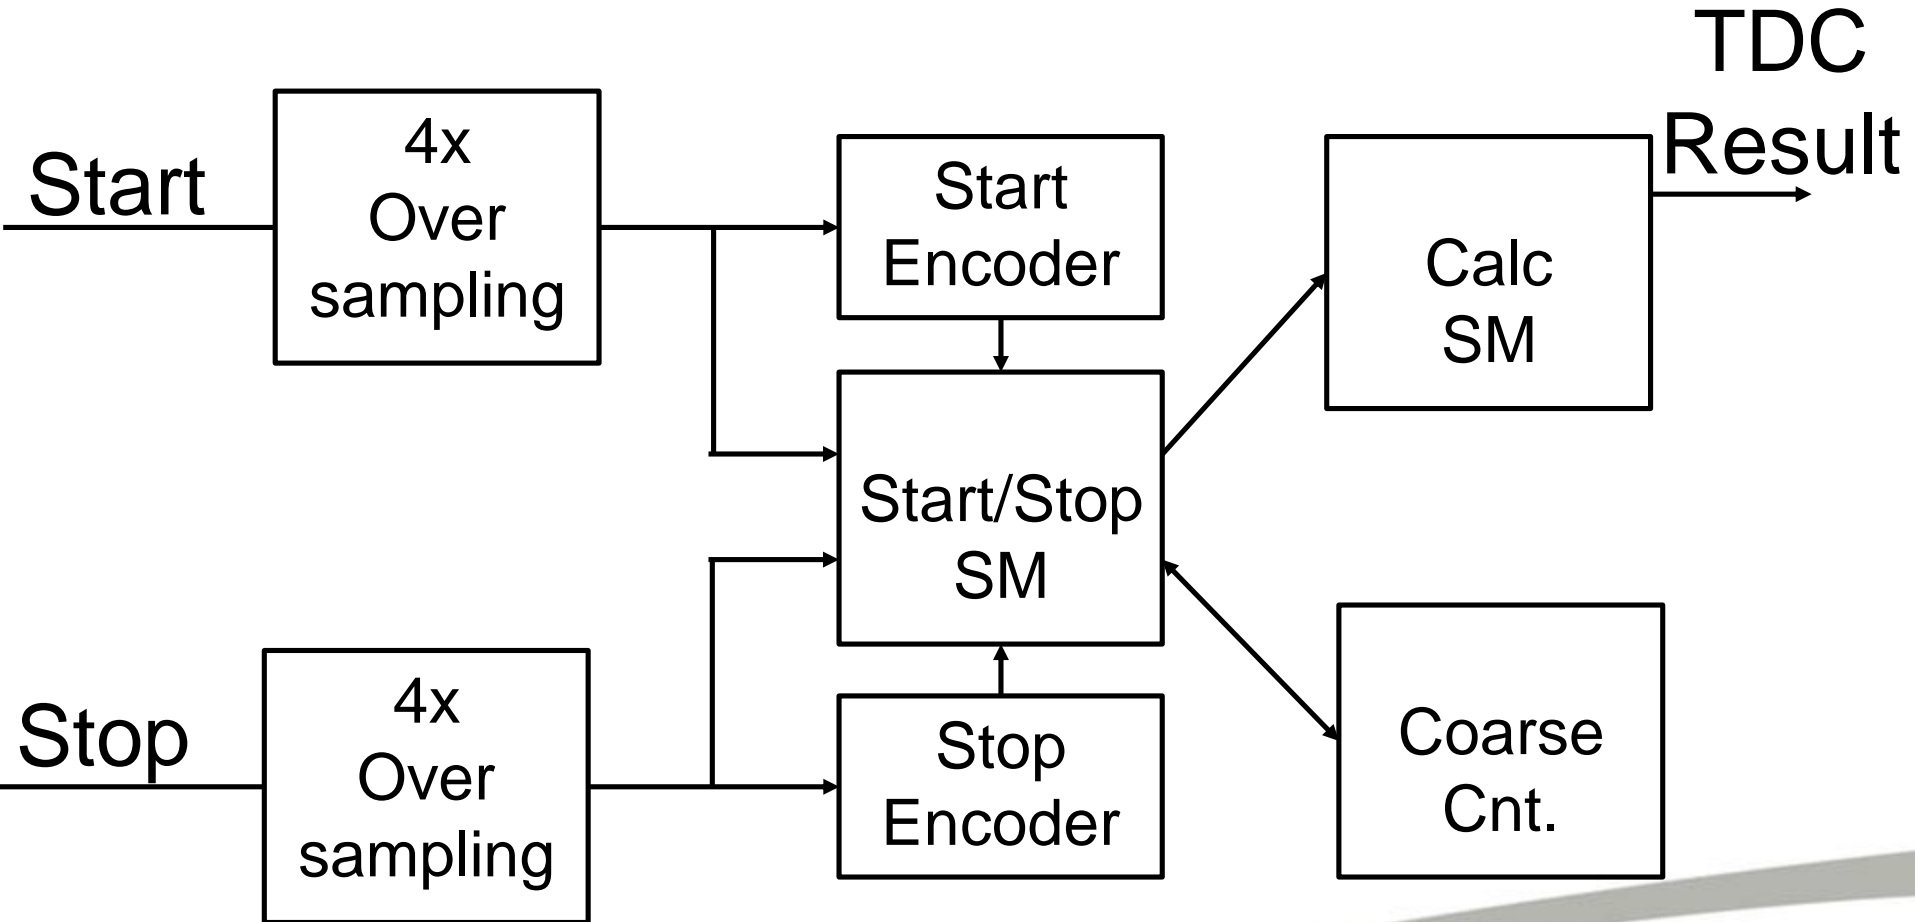 TDC
Result
Start
4x
Over
sampling
Start
Encoder
Calc
SM
Start/Stop
SM
Stop
4x
Over
sampling
Stop
Encoder
Coarse
Cnt.